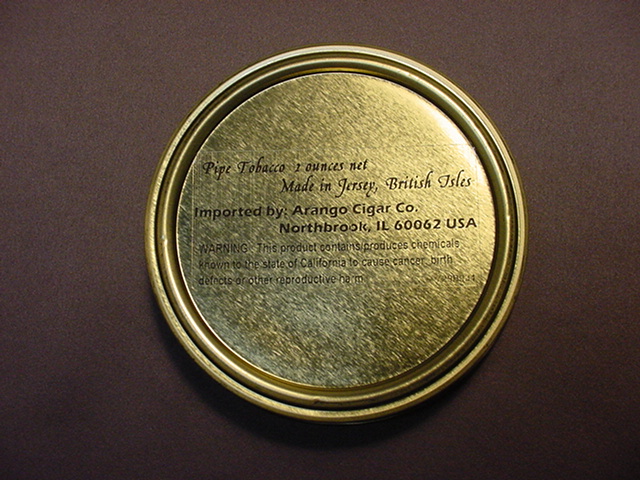 Pipe Tobacco 1 ounces net
Made in Jersey, British Isles
Imported by: Arango Cigar Co.
Northbrook, IL 60062 USA
WARNING: This product contains/produces chemicals
known to the state of California to cause cancer, birth
defects or other reproductive harm